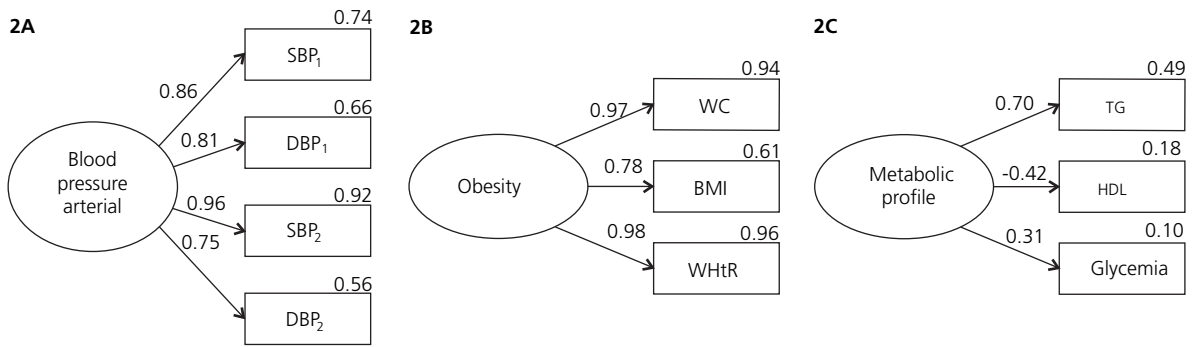 2A
0.74
SBP1
0.86
0.66
DBP1
0.81
Blood
pressure
arterial
0.96
0.92
SBP2
0.75
0.56
DBP2
2B
0.94
WC
0.97
0.61
BMI
0.78
Obesity
0.98
0.96
WHtR
2C
0.49
TG
0.70
0.18
HDL
-0.42
Metabolic
profile
0.31
0.10
Glycemia